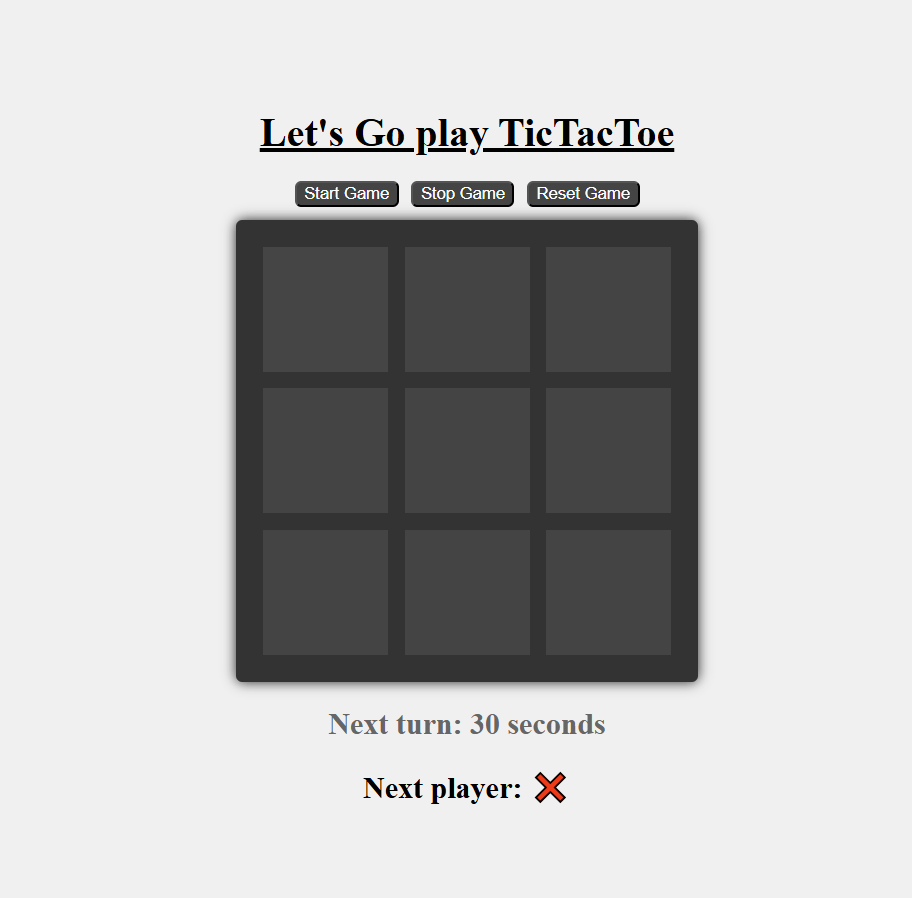 Let's Go play TicTacToe
Start Game Stop Game Reset Game
Next turn: 30 seconds
Next player: ❌